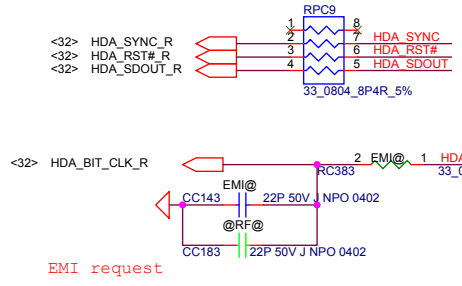 RPC9
1 8
<32> HDA_SYNC_R 2 7 HDA_SYNC
<32> HDA_RST#_R 3 6 HDA_RST#
<32> HDA_SDOUT_R 4 5 HDA_SDOUT
33_0804_8P4R_5%
<32> HDA_BIT_CLK_R 2 EMI@ 1 HDA
RC383 33_0
EMI@
CC143 22P 50V J NPO 0402
@RF@
CC183 22P 50V J NPO 0402
EMI request